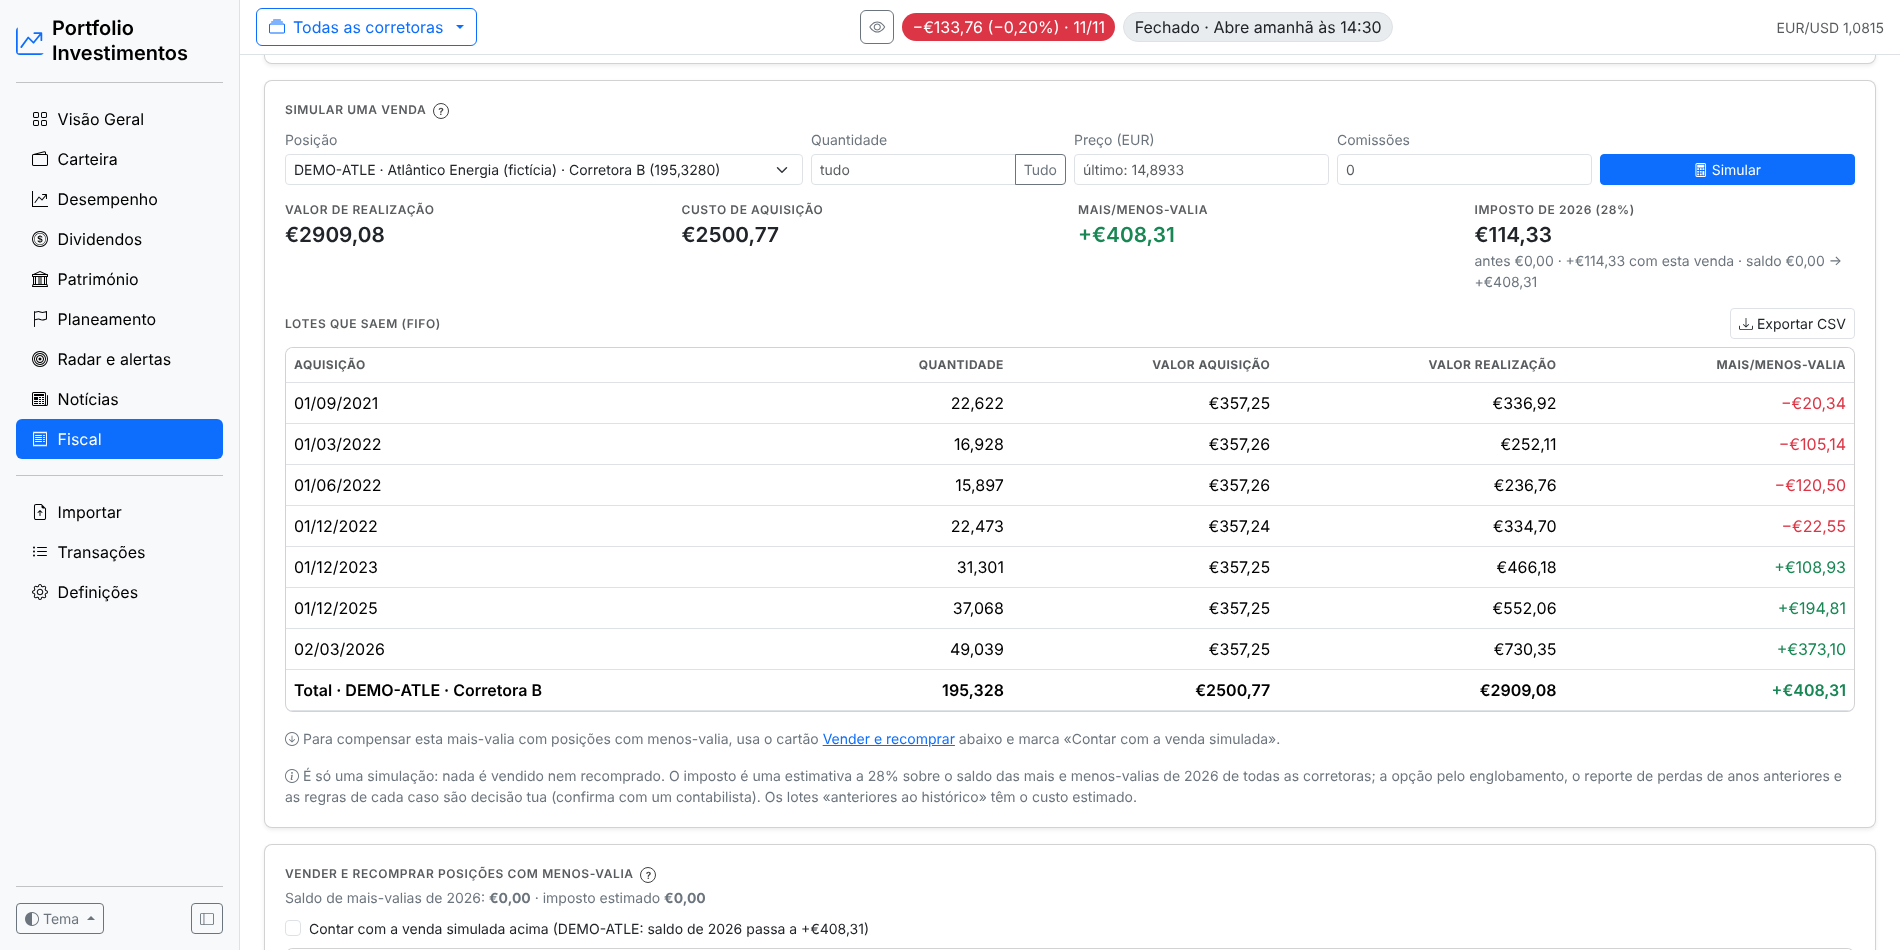 Portfolio
Investimentos
Todas as corretoras
−€133,76 (−0,20%) · 11/11
Fechado · Abre amanhã às 14:30
EUR/USD 1,0815
Visão Geral
Carteira
Desempenho
Dividendos
Património
Planeamento
Radar e alertas
Notícias
Fiscal
Importar
Transações
Definições
Tema
SIMULAR UMA VENDA ?
Posição Quantidade Preço (EUR) Comissões
DEMO-ATLE · Atlântico Energia (fictícia) · Corretora B (195,3280) tudo Tudo último: 14,8933 0 Simular
VALOR DE REALIZAÇÃO CUSTO DE AQUISIÇÃO MAIS/MENOS-VALIA IMPOSTO DE 2026 (28%)
€2909,08 €2500,77 +€408,31 €114,33
antes €0,00 · +€114,33 com esta venda · saldo €0,00 →
+€408,31
LOTES QUE SAEM (FIFO) Exportar CSV
AQUISIÇÃO QUANTIDADE VALOR AQUISIÇÃO VALOR REALIZAÇÃO MAIS/MENOS-VALIA
01/09/2021 22,622 €357,25 €336,92 −€20,34
01/03/2022 16,928 €357,26 €252,11 −€105,14
01/06/2022 15,897 €357,26 €236,76 −€120,50
01/12/2022 22,473 €357,24 €334,70 −€22,55
01/12/2023 31,301 €357,25 €466,18 +€108,93
01/12/2025 37,068 €357,25 €552,06 +€194,81
02/03/2026 49,039 €357,25 €730,35 +€373,10
Total · DEMO-ATLE · Corretora B 195,328 €2500,77 €2909,08 +€408,31
Para compensar esta mais-valia com posições com menos-valia, usa o cartão Vender e recomprar abaixo e marca «Contar com a venda simulada».
É só uma simulação: nada é vendido nem recomprado. O imposto é uma estimativa a 28% sobre o saldo das mais e menos-valias de 2026 de todas as corretoras; a opção pelo englobamento, o reporte de perdas de anos anteriores e
as regras de cada caso são decisão tua (confirma com um contabilista). Os lotes «anteriores ao histórico» têm o custo estimado.
VENDER E RECOMPRAR POSIÇÕES COM MENOS-VALIA ?
Saldo de mais-valias de 2026: €0,00 · imposto estimado €0,00
Contar com a venda simulada acima (DEMO-ATLE: saldo de 2026 passa a +€408,31)